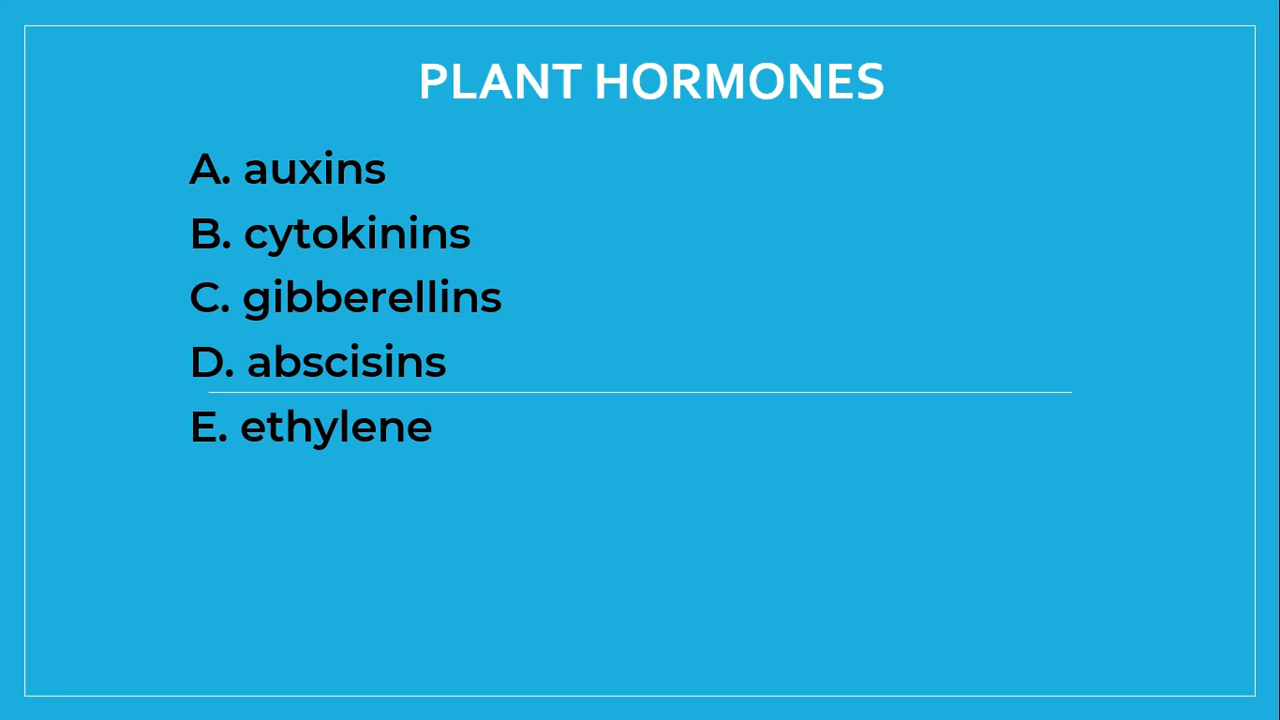 PLANT HORMONES
A. auxins
B. cytokinins
C. gibberellins
D. abscisins
E. ethylene